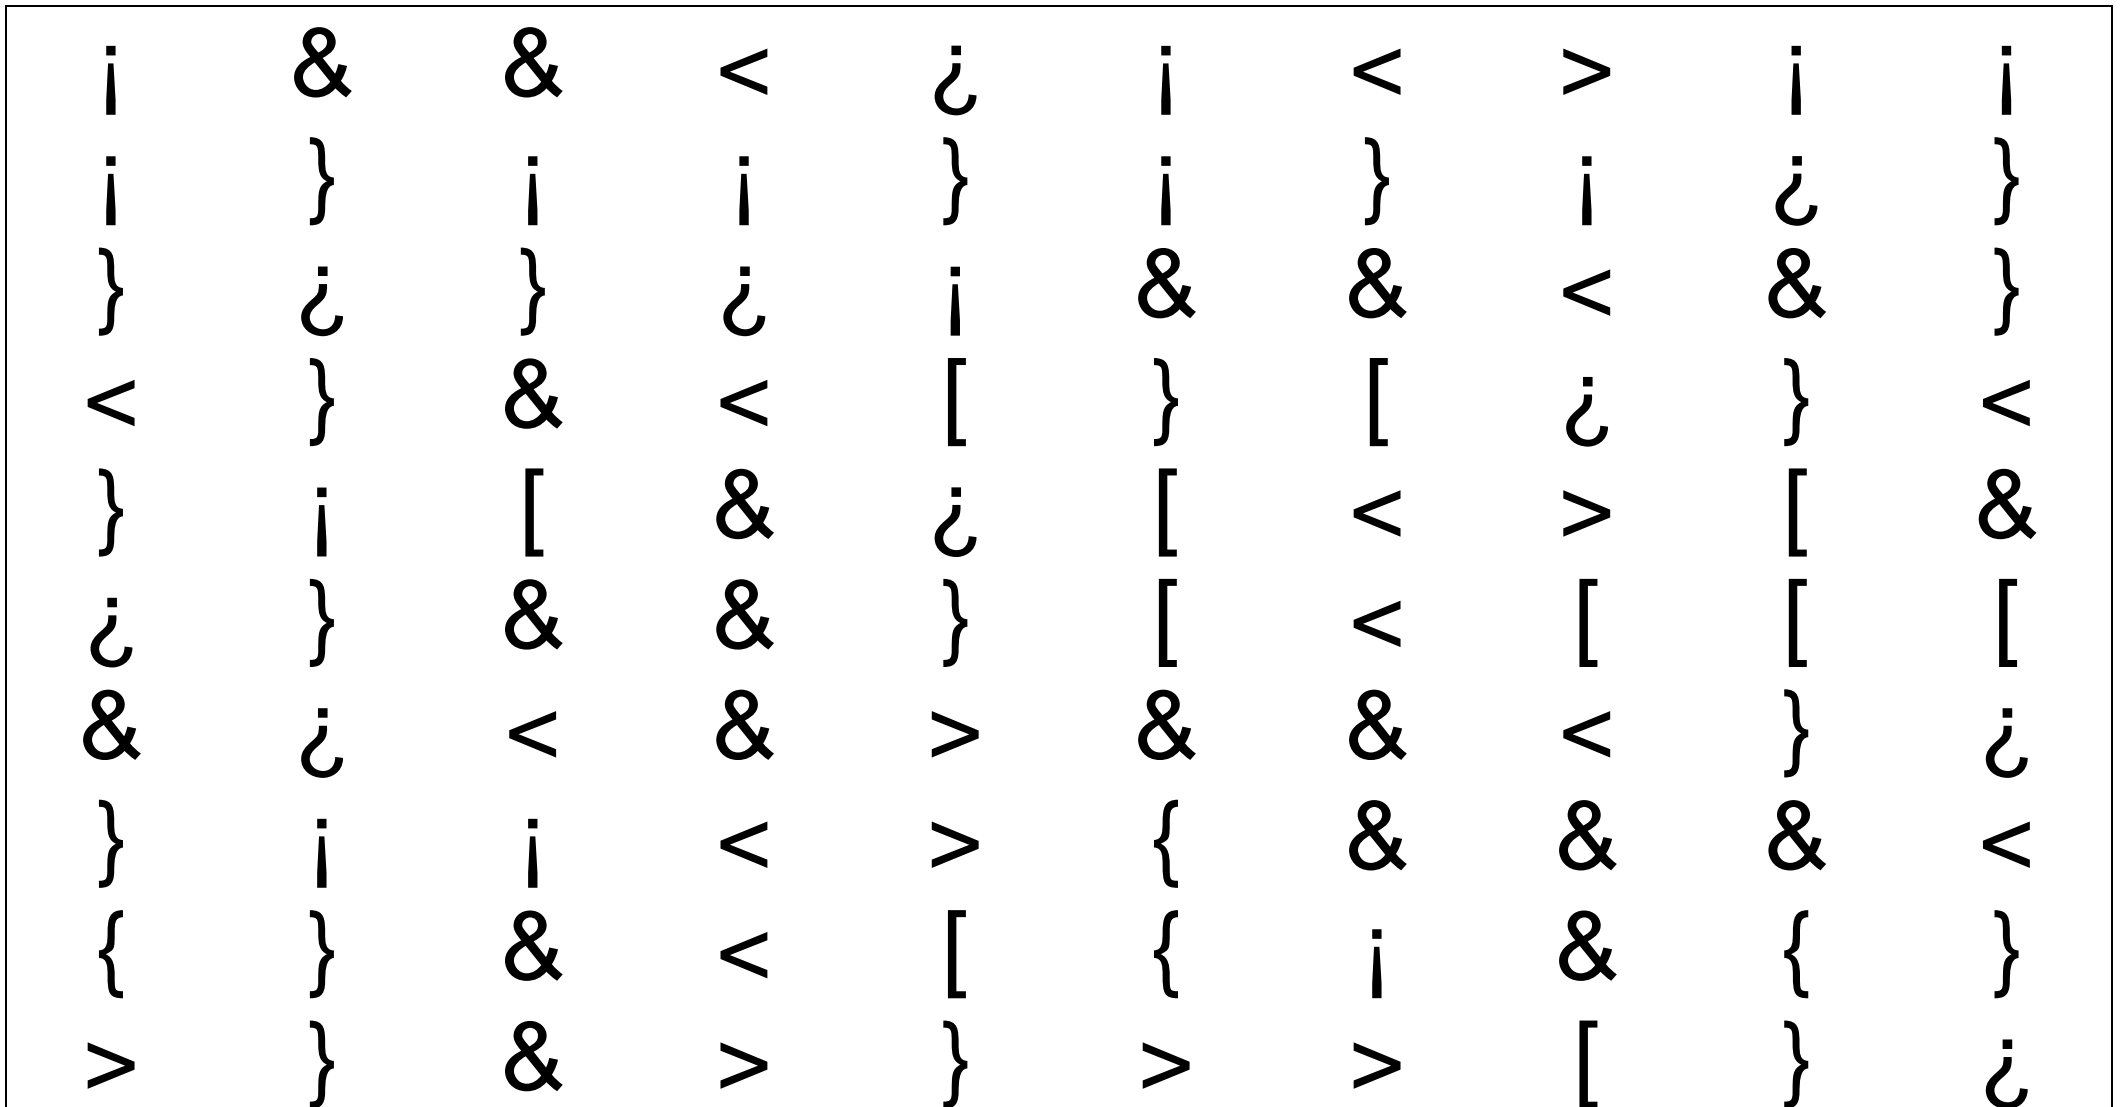 ¡ & & < ¿ ¡ < > ¡ ¡
¡ } ¡ ¡ } ¡ } ¡ ¿ }
} ¿ } ¿ ¡ & & < & }
< } & < [ } [ ¿ } <
} ¡ [ & ¿ [ < > [ &
¿ } & & } [ < [ [ [
& ¿ < & > & & < } ¿
} ¡ ¡ < > { & & & <
{ } & < [ { ¡ & { }
> } & > } > > [ } ¿